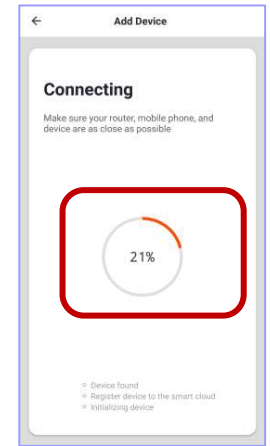 Add Device
Connecting
Make sure your router, mobile phone, and
device are as close as possible
21%
Device found
Register device to the smart cloud
Initializing device